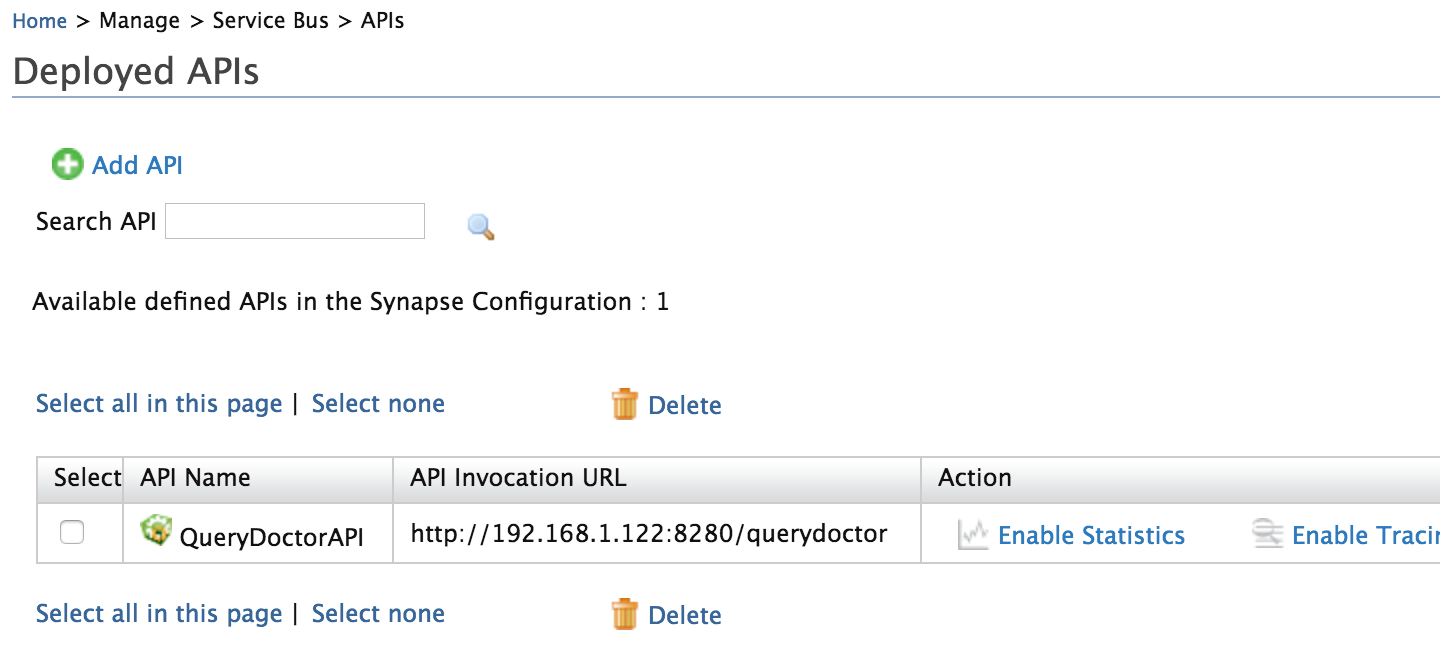 Home > Manage > Service Bus > APIs
Deployed APIs
Add API
Search API
Available defined APIs in the Synapse Configuration : 1
Select all in this page | Select none Delete
Select API Name API Invocation URL Action
QueryDoctorAPI http://192.168.1.122:8280/querydoctor Enable Statistics Enable Tracin
Select all in this page | Select none Delete